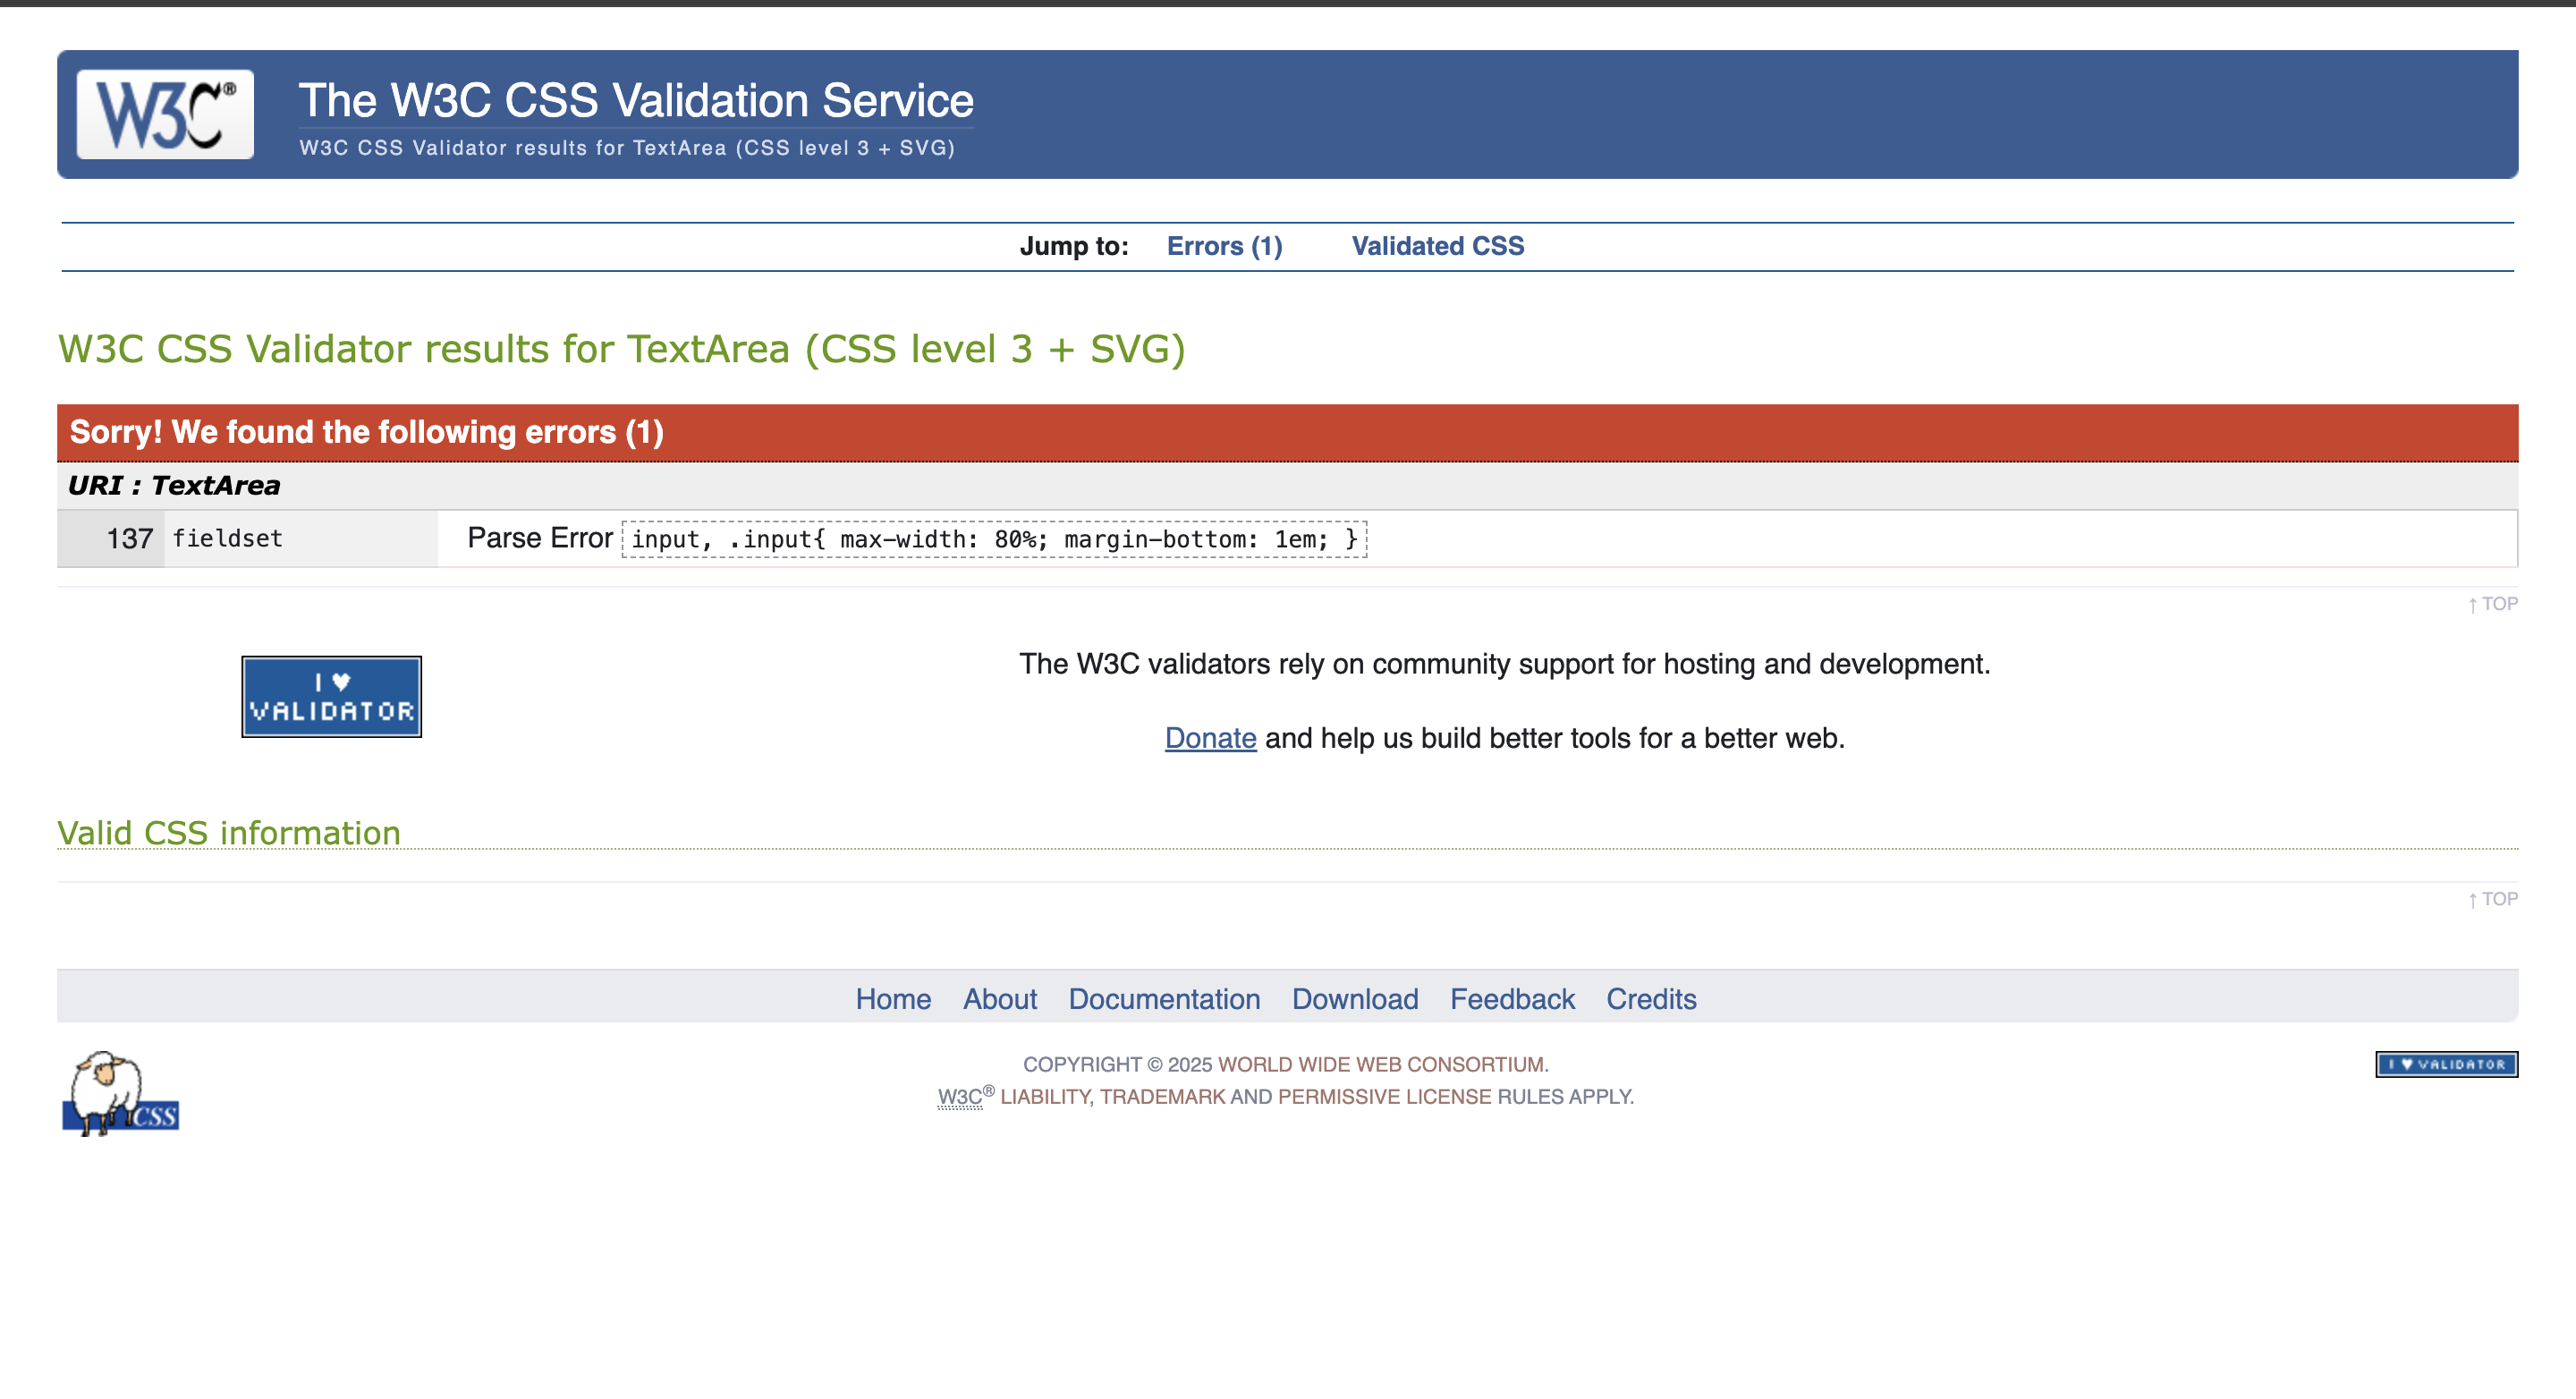 W3C®
The W3C CSS Validation Service
W3C CSS Validator results for TextArea (CSS level 3 + SVG)
Jump to: Errors (1) Validated CSS
W3C CSS Validator results for TextArea (CSS level 3 + SVG)
Sorry! We found the following errors (1)
URI : TextArea
137 fieldset Parse Error input, .input{ max-width: 80%; margin-bottom: 1em; }
↑ TOP
I ♥
VALIDATOR
The W3C validators rely on community support for hosting and development.
Donate and help us build better tools for a better web.
Valid CSS information
↑ TOP
Home About Documentation Download Feedback Credits
CSS
COPYRIGHT © 2025 WORLD WIDE WEB CONSORTIUM.
W3C® LIABILITY, TRADEMARK AND PERMISSIVE LICENSE RULES APPLY.
I ♥ VALIDATOR